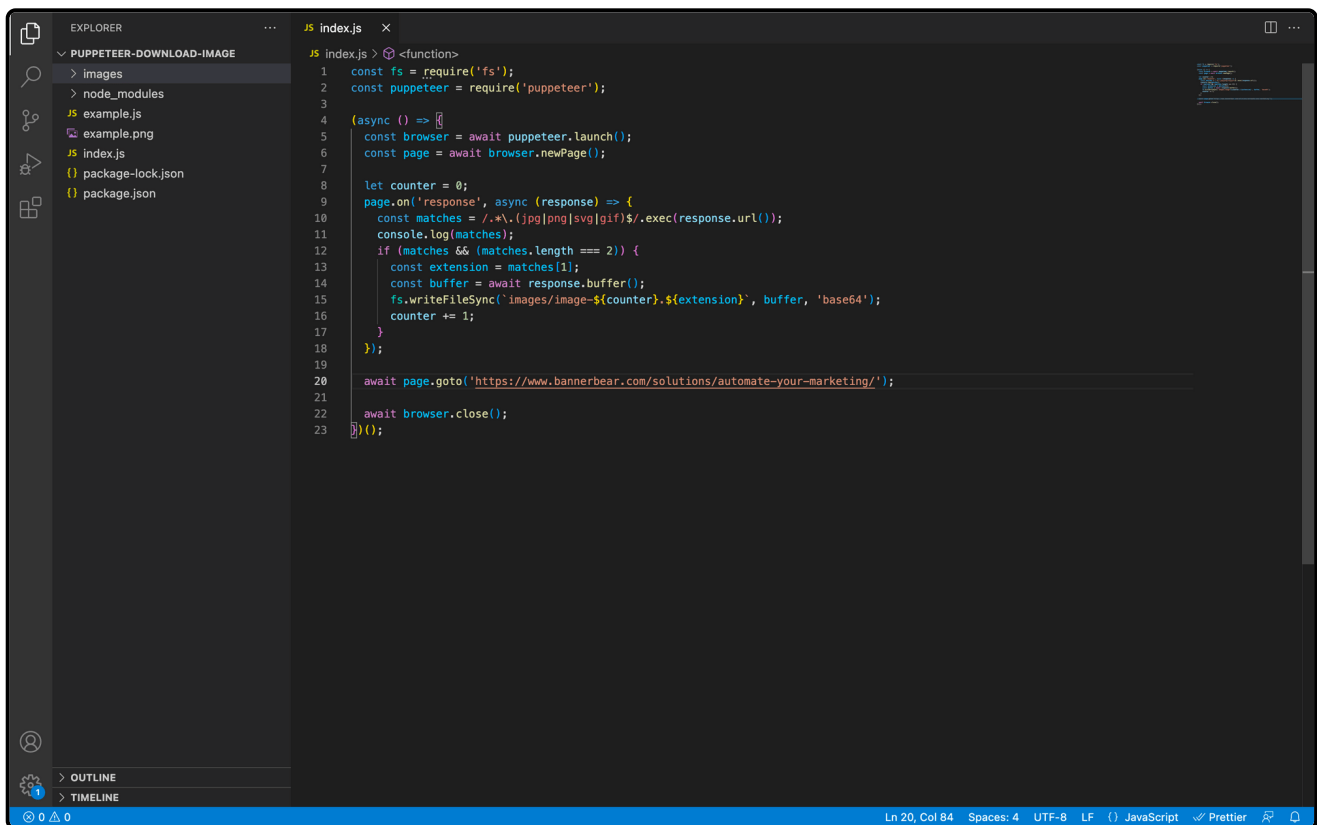 EXPLORER
PUPPETEER-DOWNLOAD-IMAGE
images
node_modules
JS example.js
example.png
JS index.js
{} package-lock.json
{} package.json
OUTLINE
TIMELINE
JS index.js
JS index.js > <function>
1 const fs = require('fs');
2 const puppeteer = require('puppeteer');
3
4 (async () => {
5 const browser = await puppeteer.launch();
6 const page = await browser.newPage();
7
8 let counter = 0;
9 page.on('response', async (response) => {
10 const matches = /.*\.(jpg|png|svg|gif)$/.exec(response.url());
11 console.log(matches);
12 if (matches && (matches.length === 2)) {
13 const extension = matches[1];
14 const buffer = await response.buffer();
15 fs.writeFileSync(`images/image-${counter}.${extension}`, buffer, 'base64');
16 counter += 1;
17 }
18 });
19
20 await page.goto('https://www.bannerbear.com/solutions/automate-your-marketing/');
21
22 await browser.close();
23 })();
1
0 0
Ln 20, Col 84 Spaces: 4 UTF-8 LF {} JavaScript Prettier